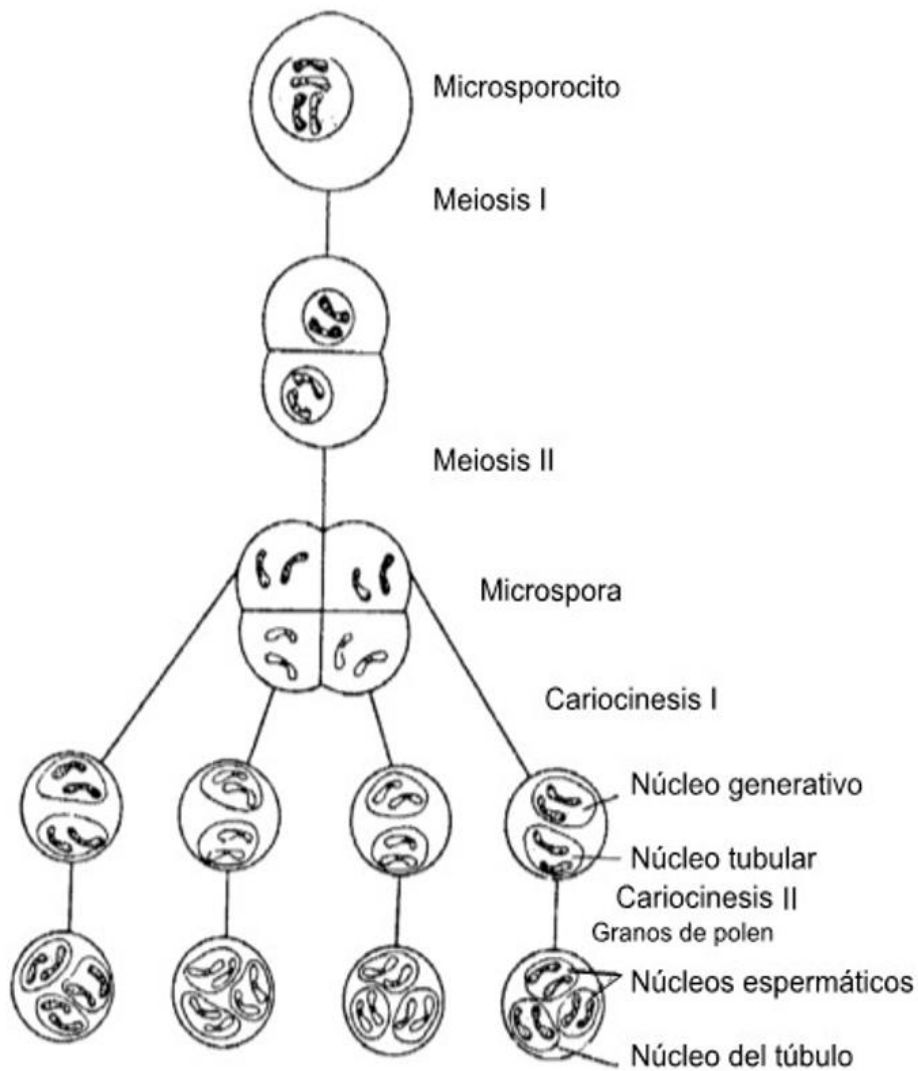 Microsporocito
Meiosis I
Meiosis II
Microspora
Cariocinesis I
Núcleo generativo
Núcleo tubular
Cariocinesis II
Granos de polen
Núcleos espermáticos
Núcleo del túbulo